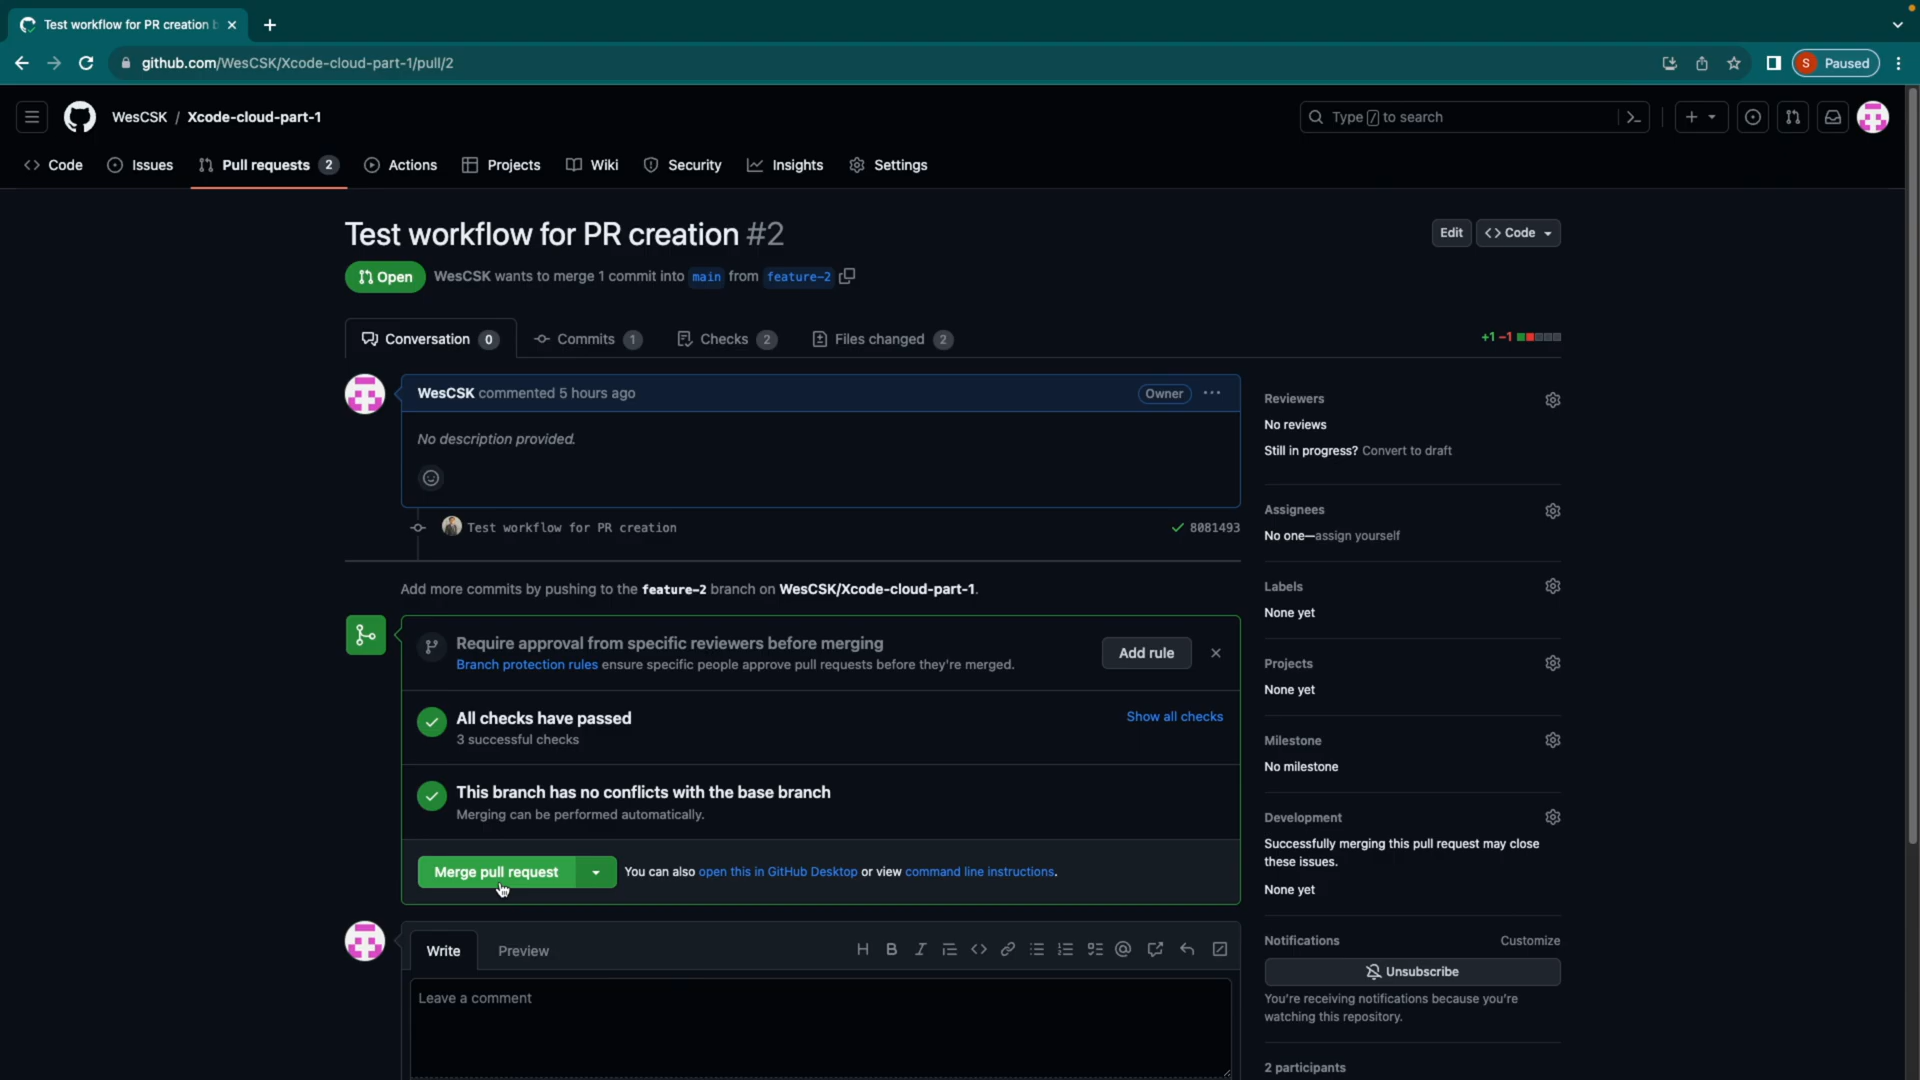 Test workflow for PR creation
github.com/WesCSK/Xcode-cloud-part-1/pull/2
S Paused
WesCSK / Xcode-cloud-part-1
Type / to search
Code
Issues
Pull requests 2
Actions
Projects
Wiki
Security
Insights
Settings
Test workflow for PR creation #2
Edit
<> Code
Open
WesCSK wants to merge 1 commit into main from feature-2
Conversation 0
Commits 1
Checks 2
Files changed 2
+1 −1
WesCSK commented 5 hours ago
Owner
No description provided.
Test workflow for PR creation
8081493
Add more commits by pushing to the feature-2 branch on WesCSK/Xcode-cloud-part-1.
Require approval from specific reviewers before merging
Branch protection rules ensure specific people approve pull requests before they're merged.
Add rule
All checks have passed
3 successful checks
Show all checks
This branch has no conflicts with the base branch
Merging can be performed automatically.
Merge pull request
You can also open this in GitHub Desktop or view command line instructions.
Write
Preview
H B I
Leave a comment
Reviewers
No reviews
Still in progress? Convert to draft
Assignees
No one—assign yourself
Labels
None yet
Projects
None yet
Milestone
No milestone
Development
Successfully merging this pull request may close
these issues.
None yet
Notifications
Customize
Unsubscribe
You're receiving notifications because you're
watching this repository.
2 participants